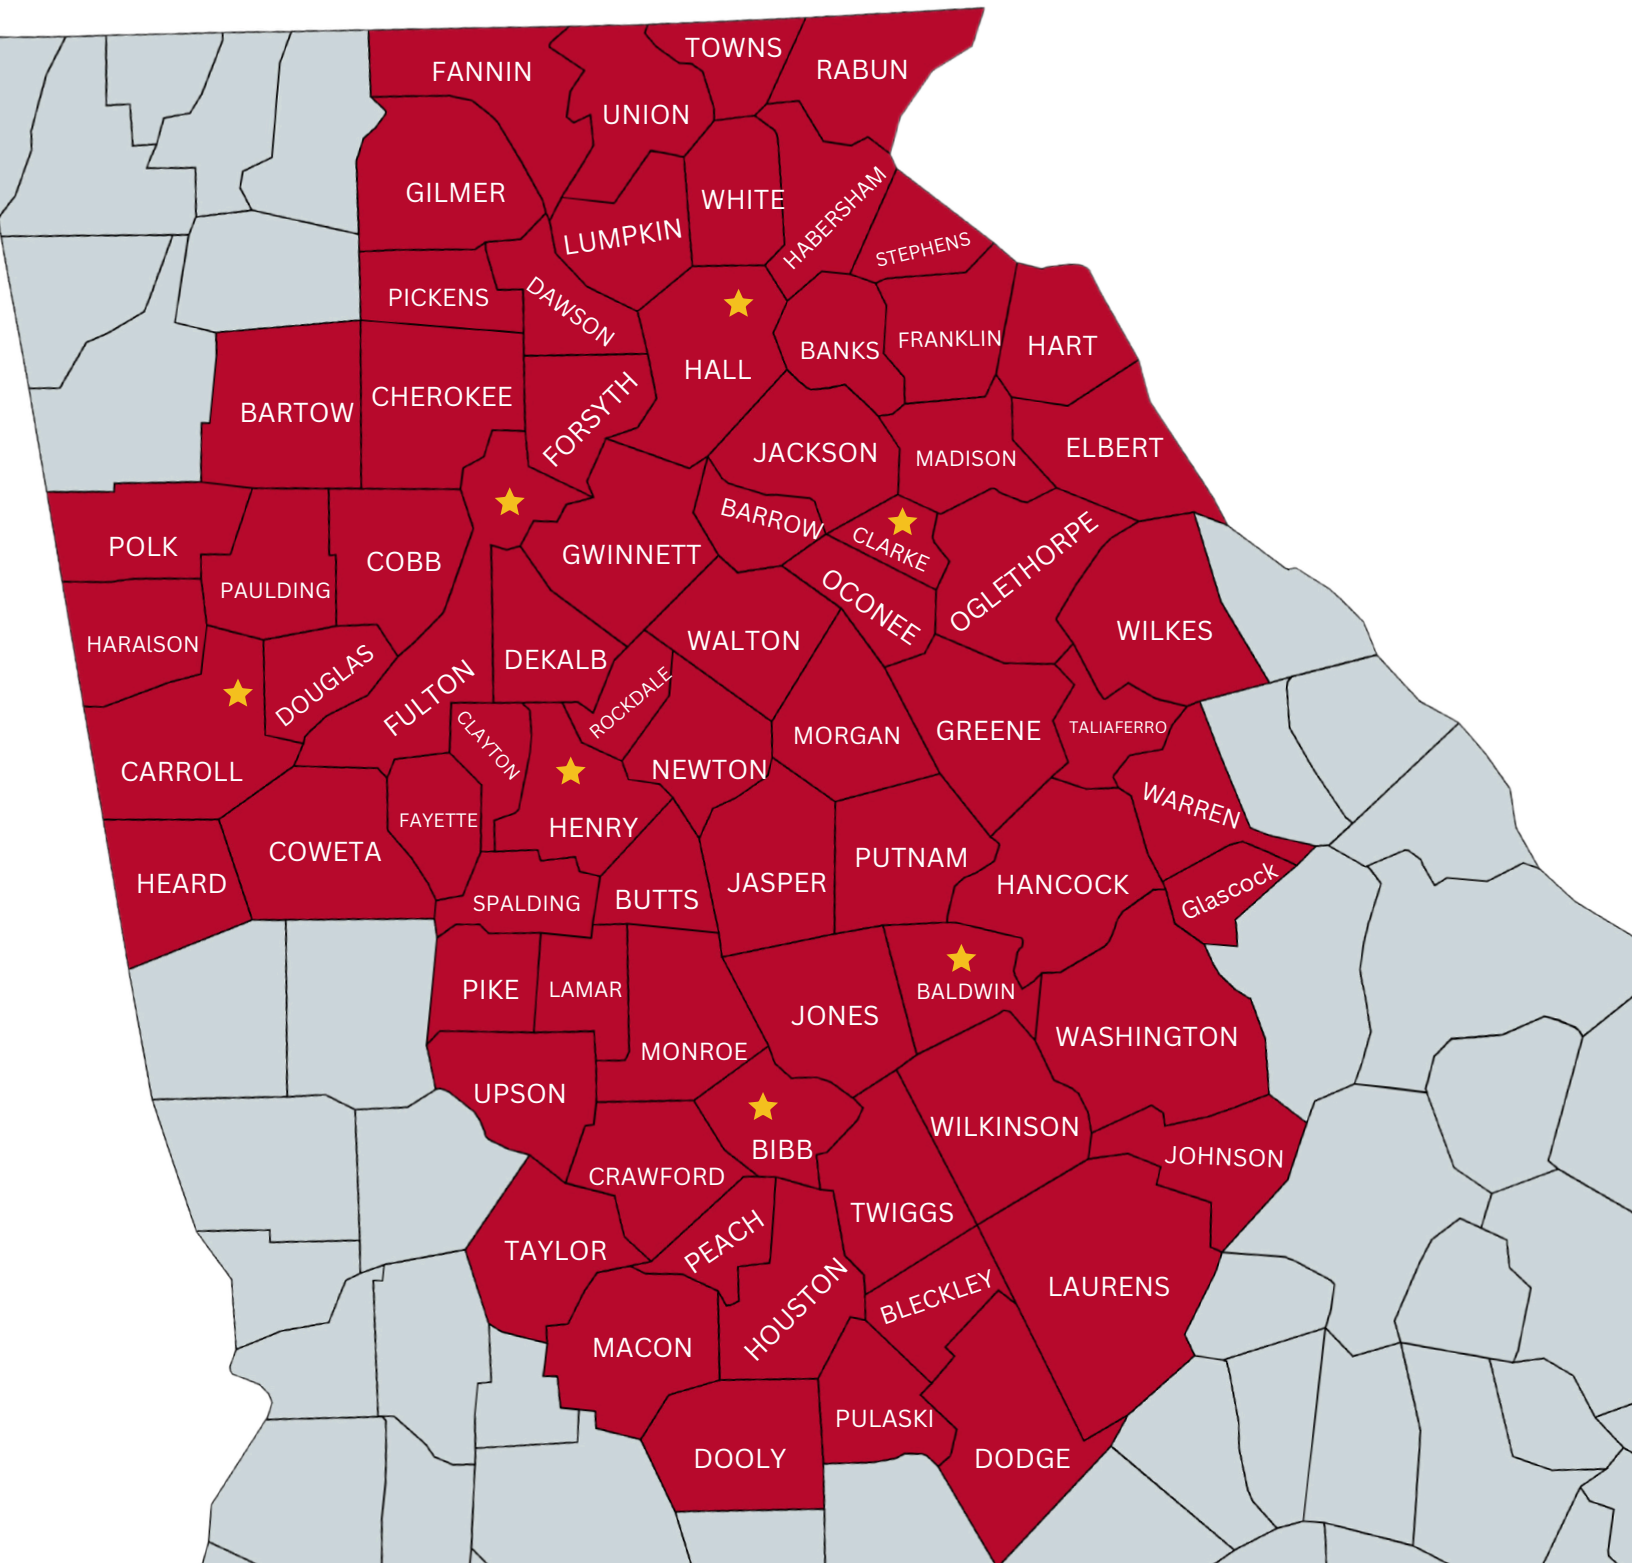 TOWNS
FANNIN
RABUN
UNION
GILMER
WHITE
HABERSHAM
LUMPKIN
STEPHENS
PICKENS
DAWSON
FRANKLIN
HART
BANKS
HALL
CHEROKEE
BARTOW
FORSYTH
ELBERT
JACKSON
MADISON
BARROW
POLK
CLARKE
GWINNETT
COBB
OGLETHORPE
PAULDING
OCONEE
WILKES
HARAlSON
WALTON
DEKALB
DOUGLAS
FULTON
ROCKDALE
TALIAFERRO
GREENE
MORGAN
CLAYTON
CARROLL
NEWTON
WARREN
FAYETTE
HENRY
COWETA
PUTNAM
HEARD
JASPER
HANCOCK
Glascock
BUTTS
SPALDING
PIKE
LAMAR
BALDWIN
JONES
WASHINGTON
MONROE
UPSON
WILKINSON
BIBB
JOHNSON
CRAWFORD
TWIGGS
PEACH
TAYLOR
LAURENS
BLECKLEY
HOUSTON
MACON
PULASKI
DOOLY
DODGE